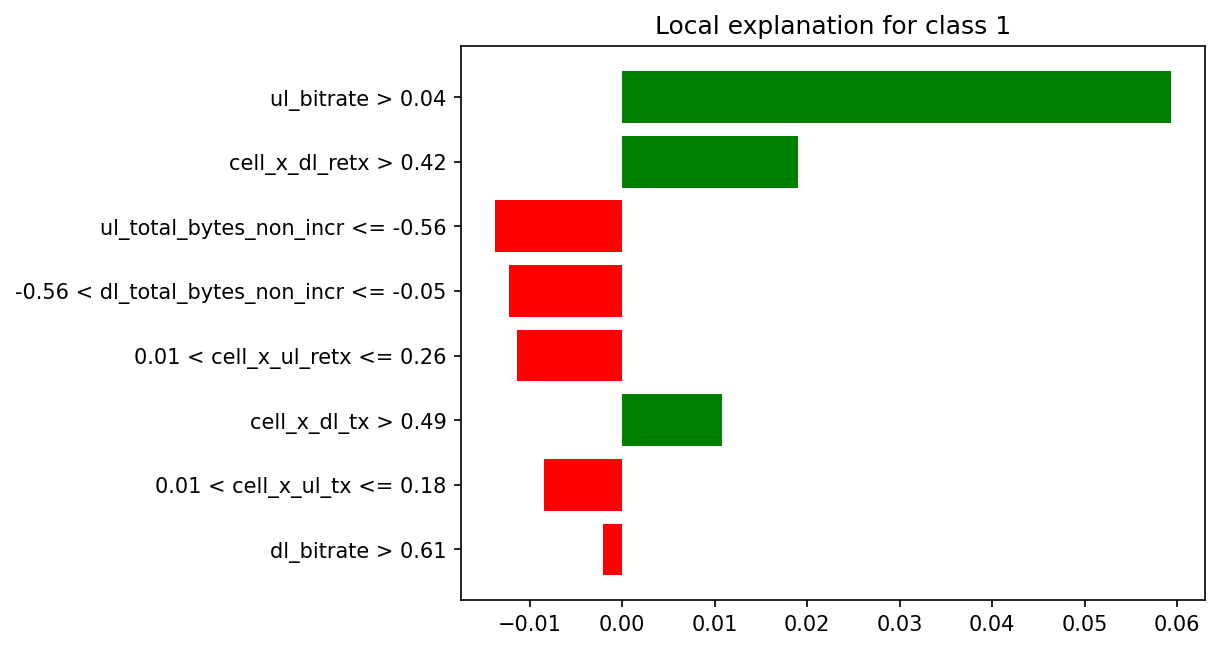 Local explanation for class 1
ul_bitrate > 0.04
cell_x_dl_retx > 0.42
ul_total_bytes_non_incr <= -0.56
-0.56 < dl_total_bytes_non_incr <= -0.05
0.01 < cell_x_ul_retx <= 0.26
cell_x_dl_tx > 0.49
0.01 < cell_x_ul_tx <= 0.18
dl_bitrate > 0.61
−0.01 0.00 0.01 0.02 0.03 0.04 0.05 0.06